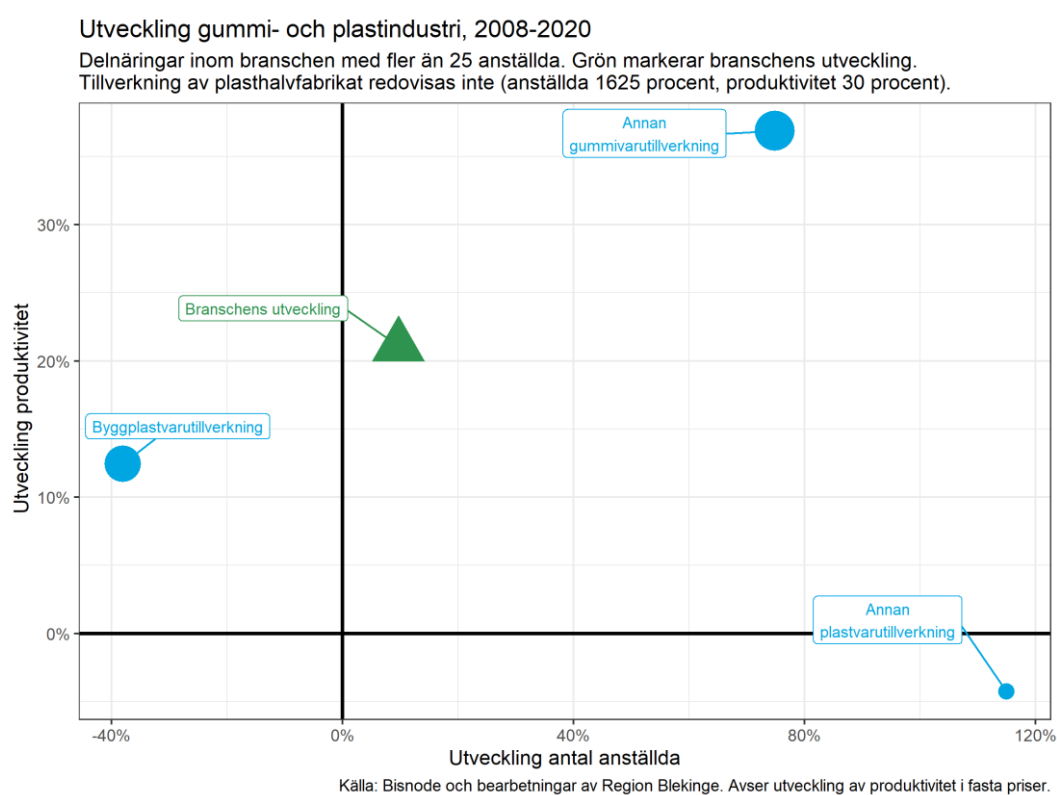 Utveckling gummi- och plastindustri, 2008-2020
Delnäringar inom branschen med fler än 25 anställda. Grön markerar branschens utveckling.
Tillverkning av plasthalvfabrikat redovisas inte (anställda 1625 procent, produktivitet 30 procent).
Annan
gummivarutillverkning
30%
Branschens utveckling
20%
Utveckling produktivitet
Byggplastvarutillverkning
10%
Annan
plastvarutillverkning
0%
-40%
0%
40%
80%
120%
Utveckling antal anställda
Källa: Bisnode och bearbetningar av Region Blekinge. Avser utveckling av produktivitet i fasta priser.